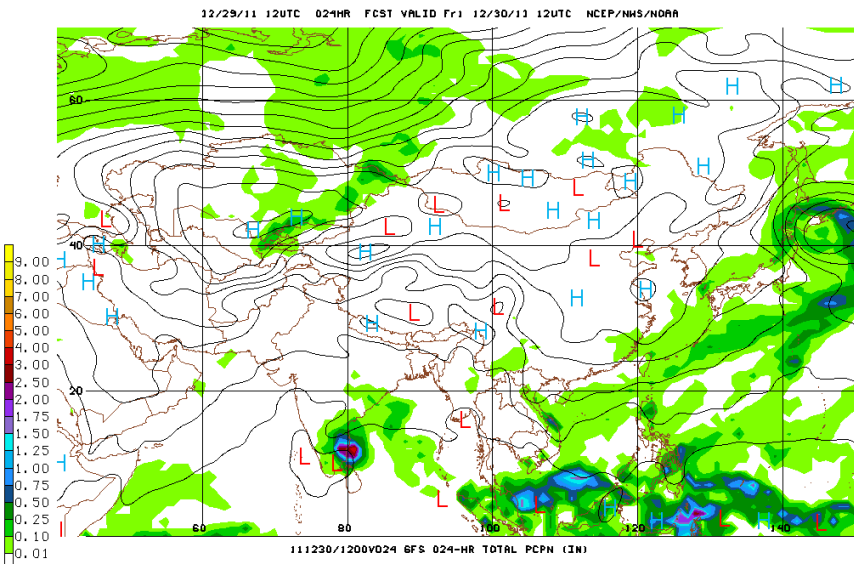 12/29/11 12UTC 024HR FCST VALID Fri 12/30/11 12UTC NCEP/NWS/NOAA
H H
60
H H
H
H
H H H
L
L L H
L H H
H L H
40 H L
H L
H L
H H
H
L L
H H H
20
L
L H L
L L H
L H L H L
60 80 100 120 140
9.00
8.00
7.00
6.00
5.00
4.00
3.00
2.50
2.00
1.75
1.50
1.25
1.00
0.75
0.50
0.25
0.10
0.01
111230/1200V024 GFS 024-HR TOTAL PCPN (IN)